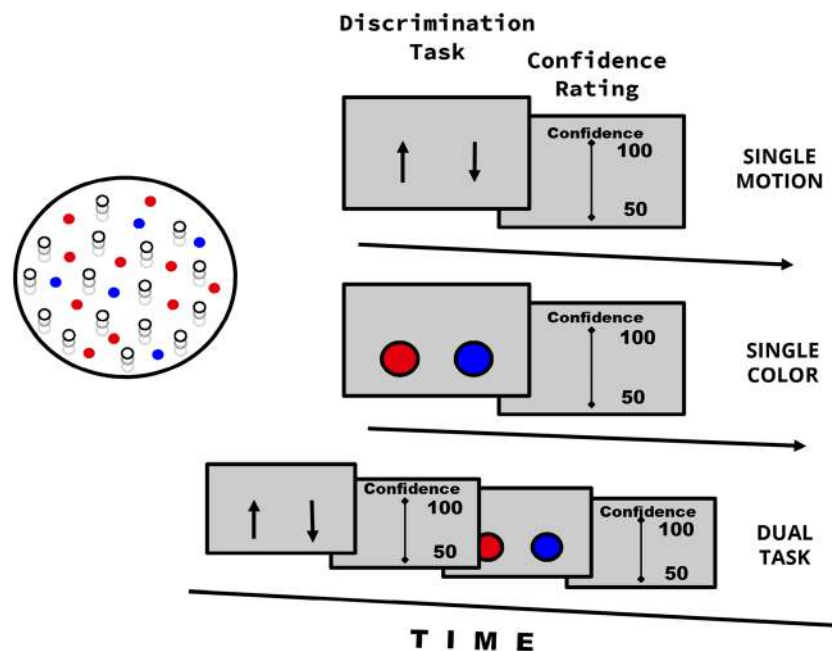 Discrimination
Task
Confidence
Rating
Confidence
100
50
SINGLE
MOTION
Confidence
100
50
SINGLE
COLOR
Confidence
100
50
Confidence
100
50
DUAL
TASK
TIME